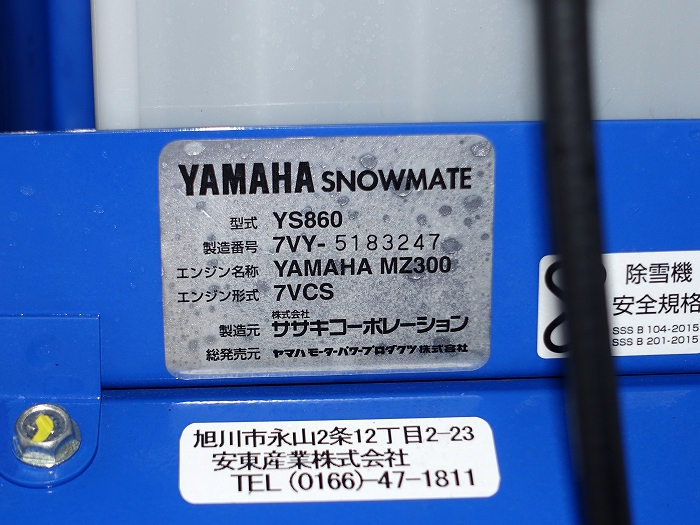 YAMAHA SNOWMATE
型式 YS860
製造番号 7VY- 5183247
エンジン名称 YAMAHA MZ300
エンジン形式 7VCS
製造元 株式会社 ササキコーポレーション
総発売元 ヤマハモーターパワープロダクツ株式会社
除雪機
安全規格
SSS B 104-2015
SSS B 201-2015
旭川市永山2条12丁目2-23
安東産業株式会社
TEL (0166)-47-1811